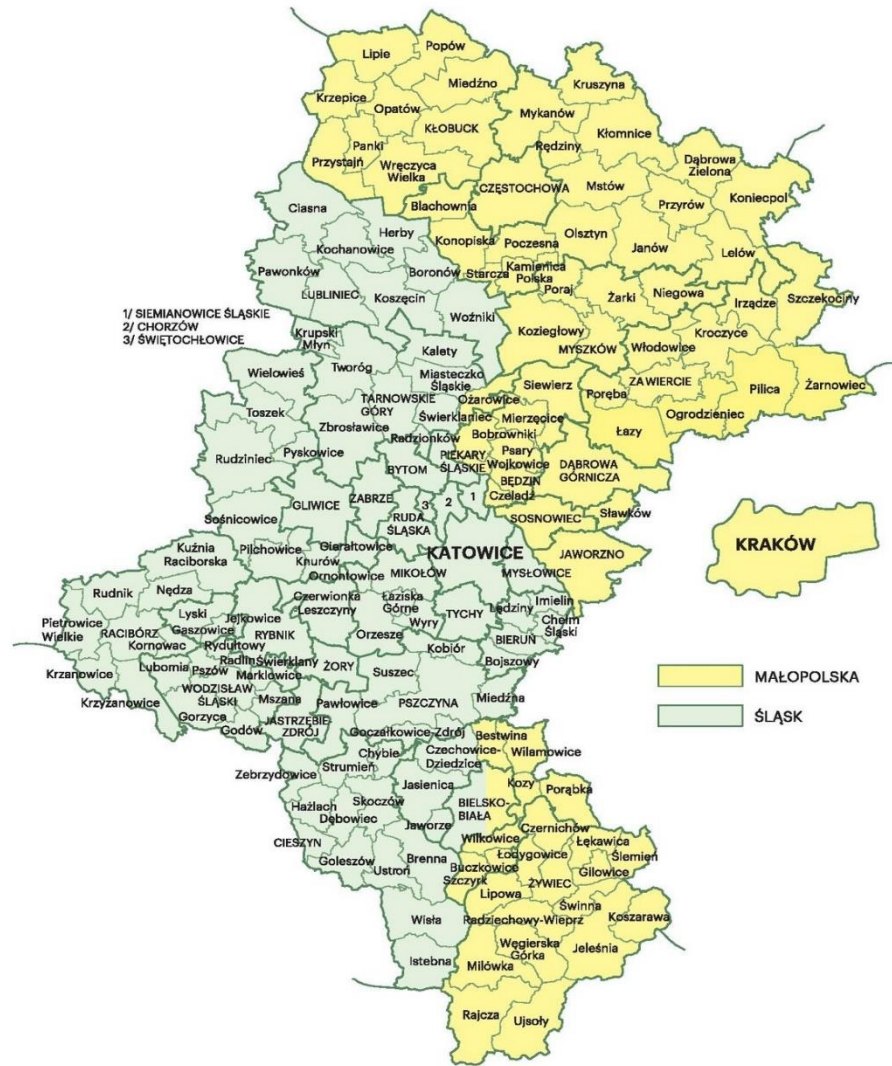 Lipie
Popów
Miedźno
Kruszyna
Krzepice
Opatów
Mykanów
KŁOBUCK
Kłomnice
Panki
Rędziny
Przystajń
Wręczyca
Wielka
Dąbrowa
Zielona
CZĘSTOCHOWA
Mstów
Koniecpol
Blachownia
Przyrów
Ciasna
Herby
Konopiska
Poczesna
Olsztyn
Janów
Lelów
Kochanowice
Boronów
Starcza
Kamienica
Polska
Pawonków
Poraj
Żarki
Niegowa
Irządze
Szczekociny
LUBLINIEC
Koszęcin
Woźniki
1/ SIEMIANOWICE ŚLĄSKIE
2/ CHORZÓW
3/ ŚWIĘTOCHŁOWICE
Koziegłowy
Kroczyce
Krupski
Młyn
MYSZKÓW
Włodowice
Kalety
Tworóg
Wielowieś
Miasteczko
Śląskie
Siewierz
Poręba
ZAWIERCIE
Pilica
Żarnowiec
Ożarowice
Toszek
TARNOWSKIE
GÓRY
Świerklaniec
Mierzęcice
Ogrodzieniec
Zbrosławice
Radzionków
Bobrowniki
Łazy
Rudziniec
Pyskowice
BYTOM
PIEKARY
ŚLĄSKIE
Psary
Wojkowice
DĄBROWA
GÓRNICZA
BĘDZIN
Czeladź
GLIWICE
ZABRZE
3
2
1
Sośnicowice
RUDA
ŚLĄSKA
SOSNOWIEC
Sławków
KATOWICE
JAWORZNO
KRAKÓW
Kuźnia
Raciborska
Pilchowice
Gierałtowice
Knurów
Ornontowice
MIKOŁÓW
MYSŁOWICE
Rudnik
Nędza
Czerwionka
Leszczyny
Łaziska
Górne
Lędziny
Imielin
Lyski
Wyry
TYCHY
Chełm
Śląski
Pietrowice
Wielkie
RACIBÓRZ
Gaszowice
Jejkowice
RYBNIK
Orzesze
BIERUŃ
Kornowac
Rydułtowy
Kobiór
Bojszowy
Krzanowice
Lubomia
Pszów
Radlin
Świerklany
ŻORY
Marklowice
Suszec
MAŁOPOLSKA
Krzyżanowice
WODZISŁAW
ŚLĄSKI
Mszana
Pawłowice
PSZCZYNA
Miedźna
ŚLĄSK
Gorzyce
Godów
JASTRZĘBIE-
ZDRÓJ
Goczałkowice-Zdrój
Bestwina
Wilamowice
Chybie
Czechowice-
Dziedzice
Zebrzydowice
Strumień
Kozy
Porąbka
Jasienica
Skoczów
BIELSKO-
BIAŁA
Hażlach
Dębowiec
Czernichów
Jaworze
Wilkowice
Łękawica
CIESZYN
Łodygowice
Ślemień
Goleszów
Brenna
Ustroń
Buczkowice
Szczyrk
Gilowice
ŻYWIEC
Lipowa
Świnna
Koszarawa
Wisła
Radziechowy-Wieprz
Węgierska
Górka
Jeleśnia
Istebna
Milówka
Rajcza
Ujsoły